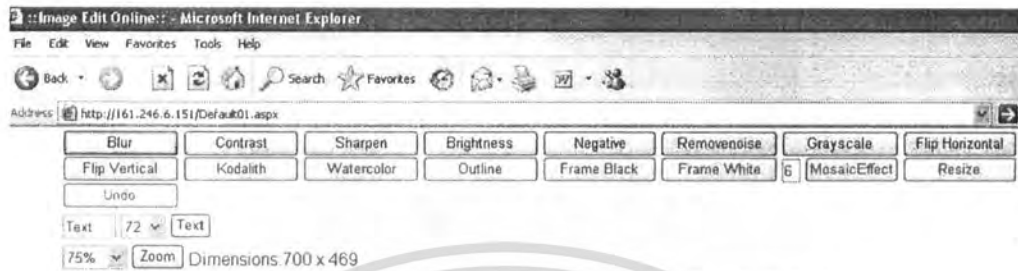 ::Image Edit Online:: - Microsoft Internet Explorer
File Edit View Favorites Tools Help
Back Search Favorites
Address http://161.246.6.151/Default01.aspx
Blur Contrast Sharpen Brightness Negative Removenoise Grayscale Flip Horizontal
Flip Vertical Kodalith Watercolor Outline Frame Black Frame White 6 MosaicEffect Resize
Undo
Text 72 Text
75% Zoom Dimensions:700 x 469